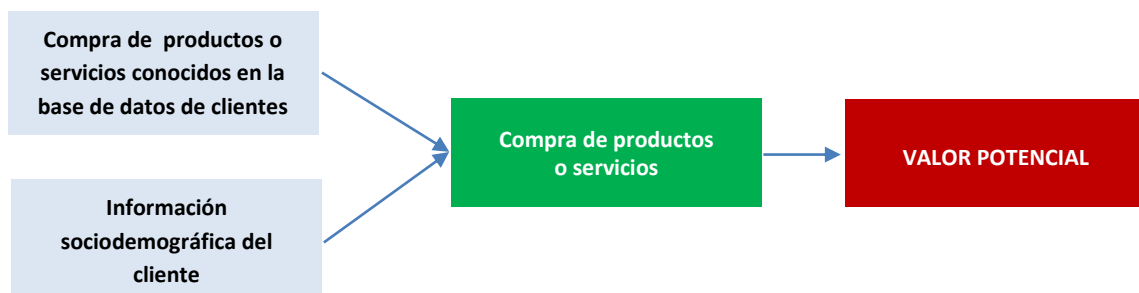 Compra de productos o
servicios conocidos en la
base de datos de clientes
Información
sociodemográfica del
cliente
Compra de productos
o servicios
VALOR POTENCIAL